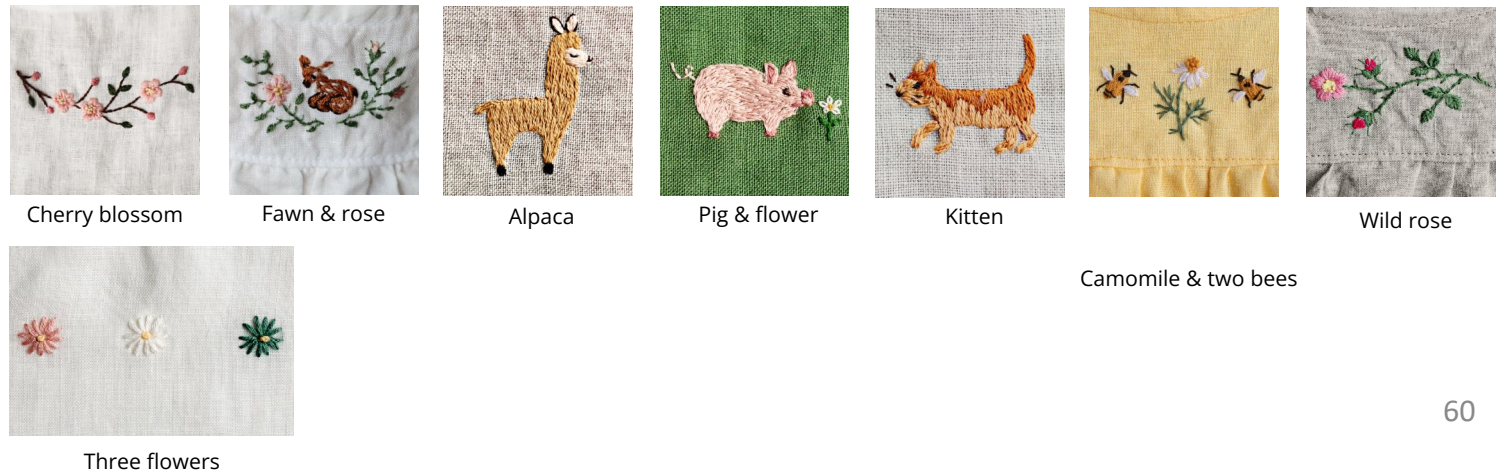 Cherry blossom
Fawn & rose
Alpaca
Pig & flower
Kitten
Wild rose
Camomile & two bees
60
Three flowers